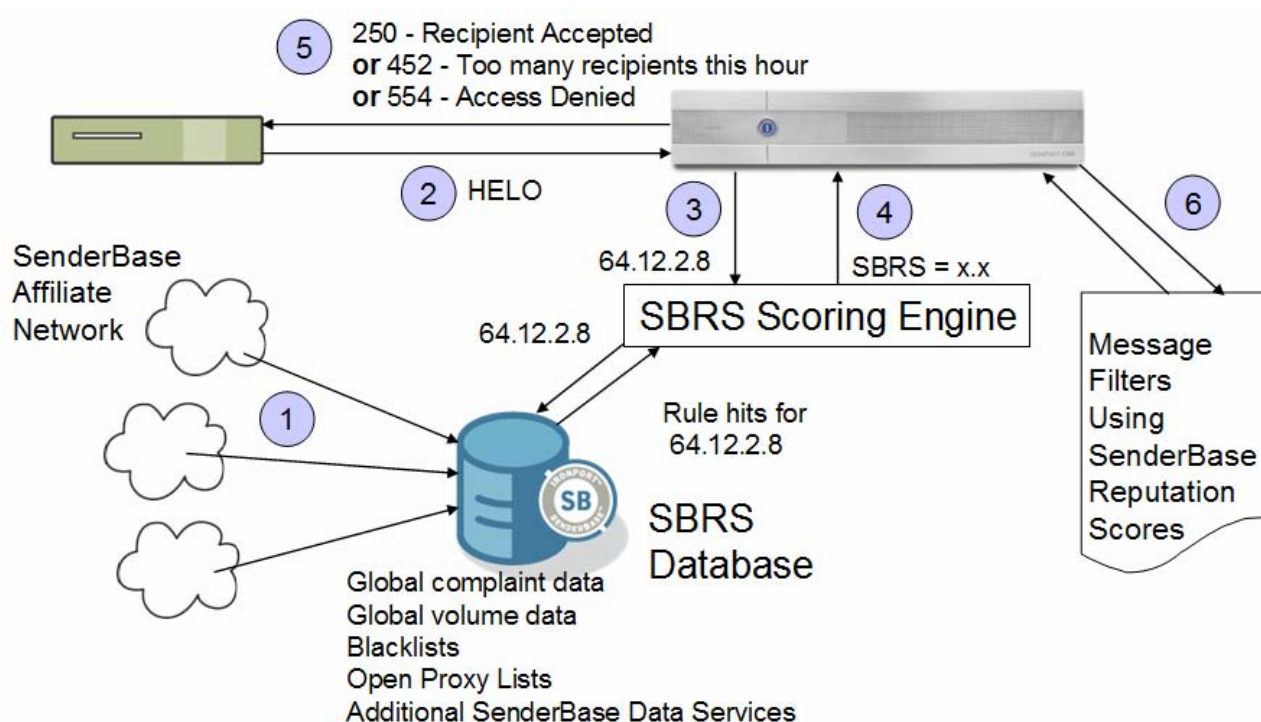 5
250 - Recipient Accepted
or 452 - Too many recipients this hour
or 554 - Access Denied
2
HELO
3
4
6
64.12.2.8
SBRS = x.x
SenderBase
Affiliate
Network
SBRS Scoring Engine
64.12.2.8
Message
Filters
Using
SenderBase
Reputation
Scores
1
Rule hits for
64.12.2.8
IRONPORT
SB
SENDERBASE
SBRS
Database
Global complaint data
Global volume data
Blacklists
Open Proxy Lists
Additional SenderBase Data Services